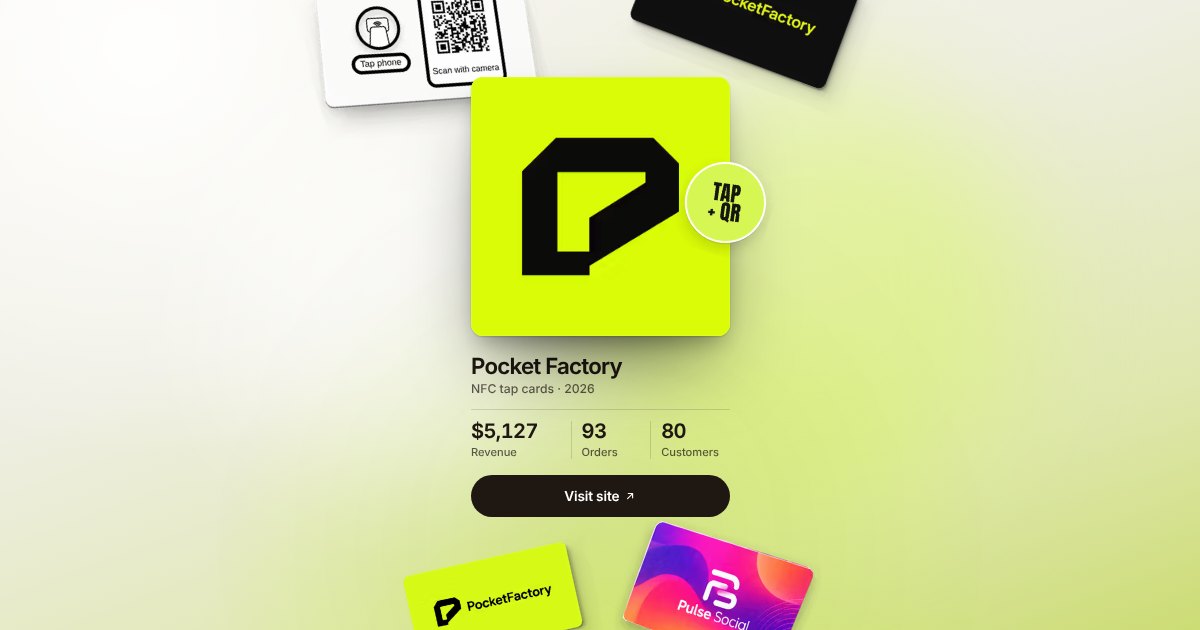 Tap phone
Scan with camera
PocketFactory
TAP
+ QR
Pocket Factory
NFC tap cards · 2026
$5,127
Revenue
93
Orders
80
Customers
Visit site ↗
PocketFactory
Pulse Social